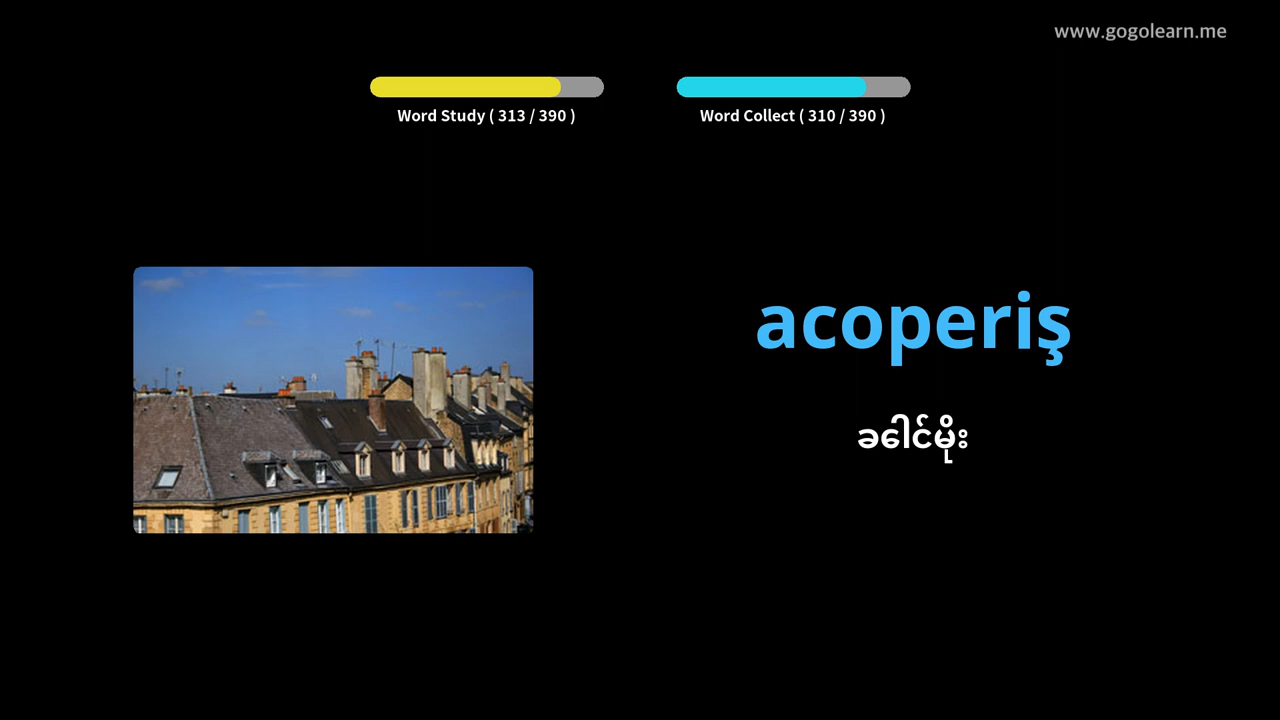 www.gogolearn.me
Word Study ( 313 / 390 )
Word Collect ( 310 / 390 )
acoperiş
ခေါင်မိုး